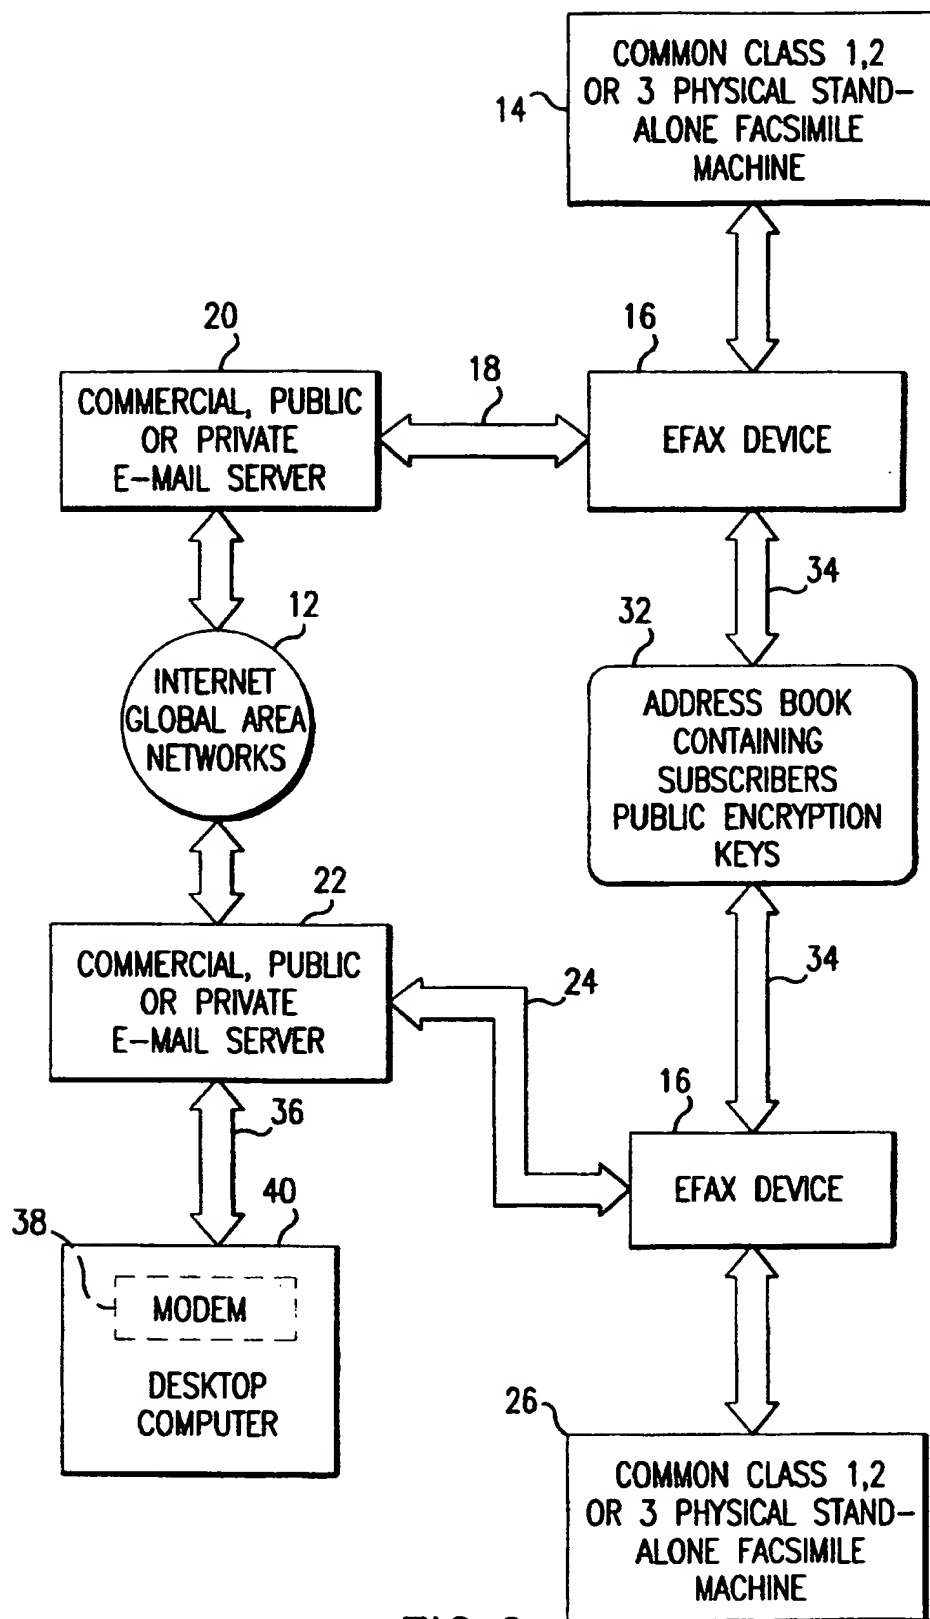 COMMON CLASS 1,2
OR 3 PHYSICAL STAND-
ALONE FACSIMILE
MACHINE
14
20
COMMERCIAL, PUBLIC
OR PRIVATE
E-MAIL SERVER
18
16
EFAX DEVICE
34
12
INTERNET
GLOBAL AREA
NETWORKS
32
ADDRESS BOOK
CONTAINING
SUBSCRIBERS
PUBLIC ENCRYPTION
KEYS
22
COMMERCIAL, PUBLIC
OR PRIVATE
E-MAIL SERVER
24
34
16
EFAX DEVICE
36
38
40
MODEM
DESKTOP
COMPUTER
26
COMMON CLASS 1,2
OR 3 PHYSICAL STAND-
ALONE FACSIMILE
MACHINE